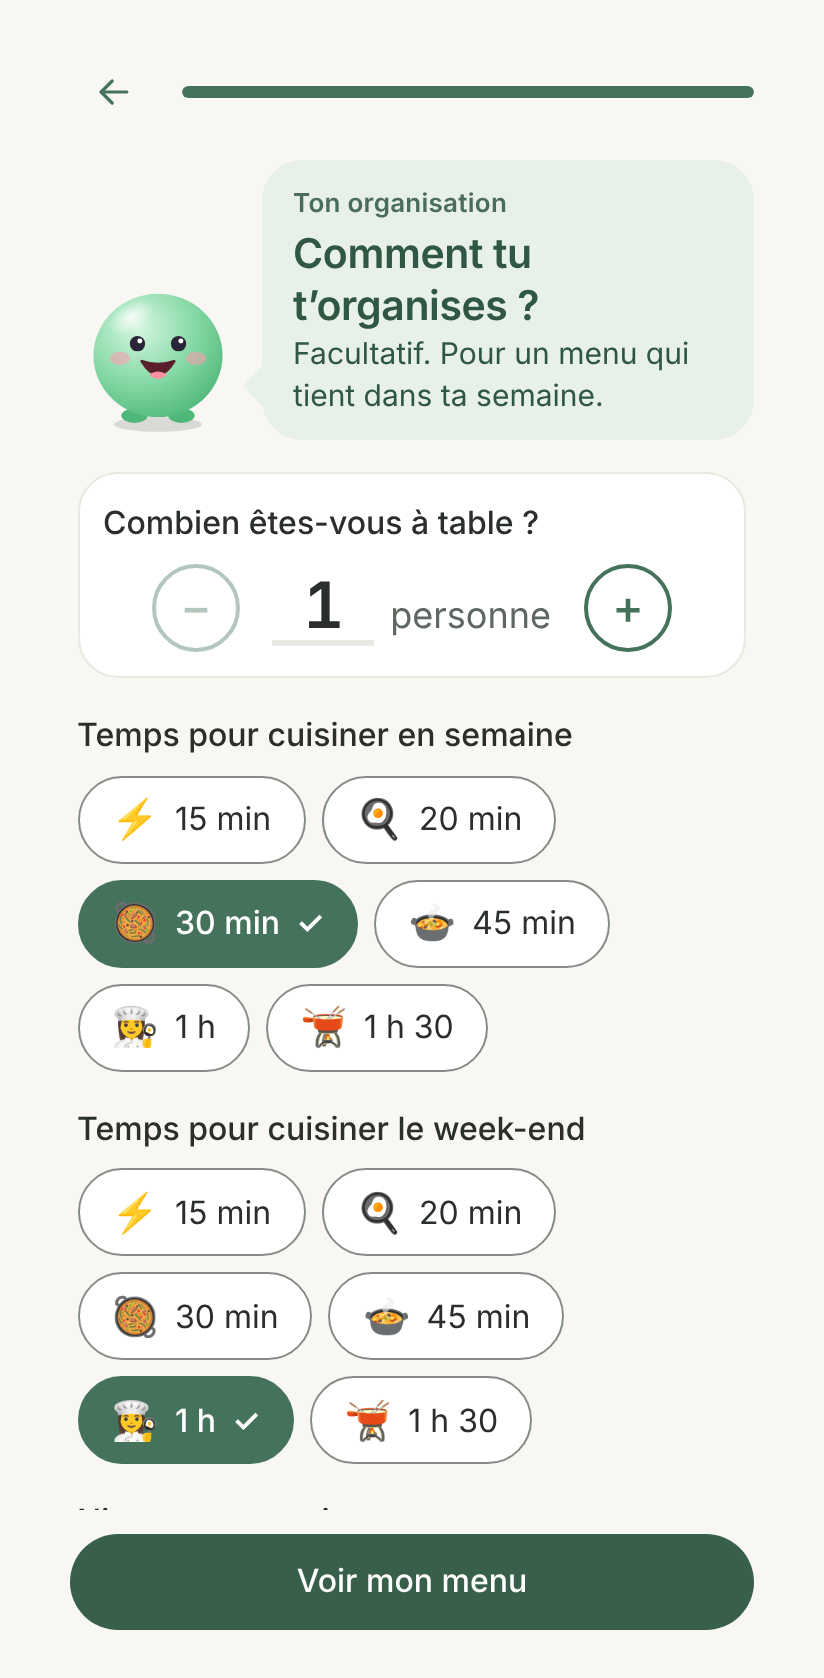 Ton organisation
Comment tu
t’organises ?
Facultatif. Pour un menu qui
tient dans ta semaine.
Combien êtes-vous à table ?
− 1 personne +
Temps pour cuisiner en semaine
15 min 20 min
30 min 45 min
1 h 1 h 30
Temps pour cuisiner le week-end
15 min 20 min
30 min 45 min
1 h 1 h 30
Voir mon menu